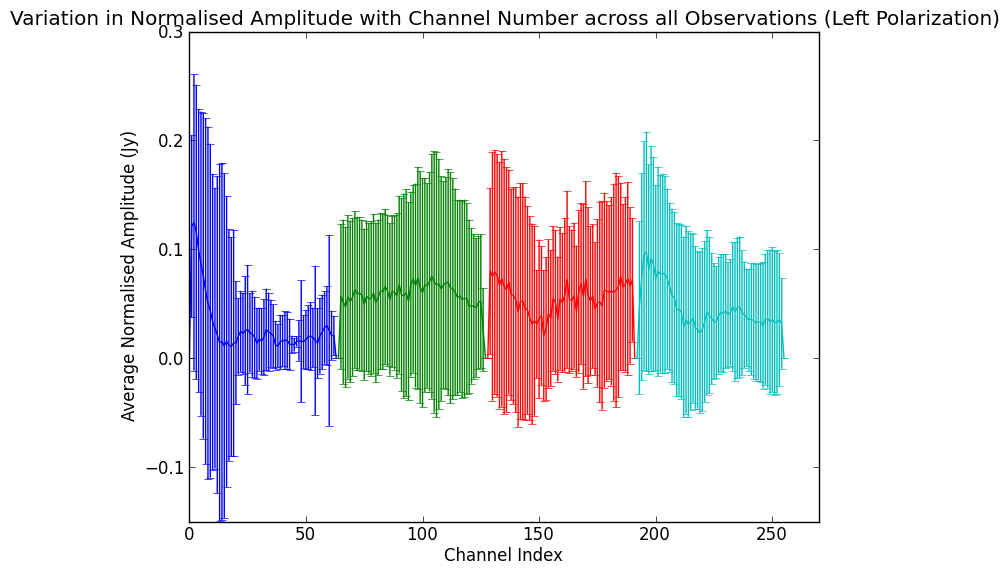 Variation in Normalised Amplitude with Channel Number across all Observations (Left Polarization)
0.3
0.2
0.1
0.0
−0.1
Average Normalised Amplitude (Jy)
0 50 100 150 200 250
Channel Index